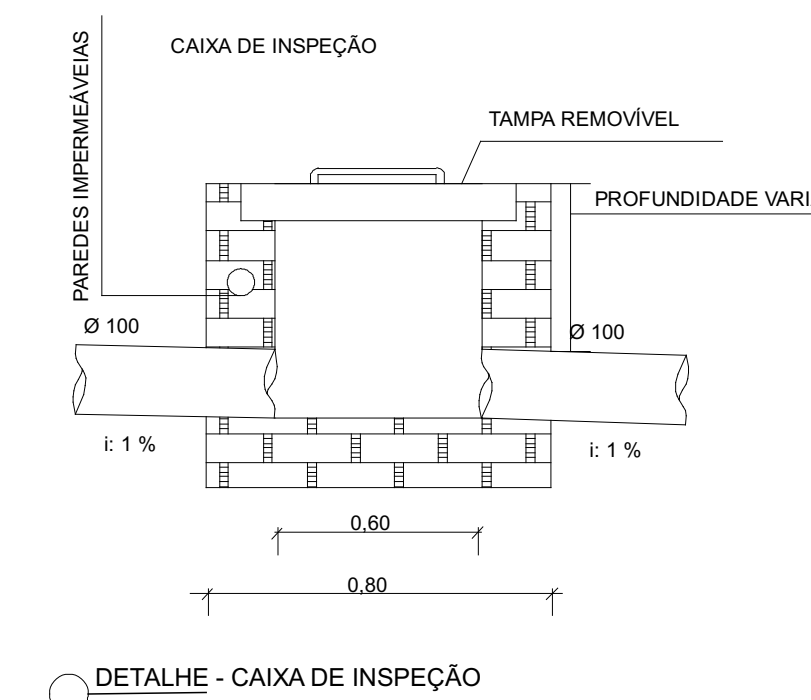 CAIXA DE INSPEÇÃO
PAREDES IMPERMEÁVEIAS
TAMPA REMOVÍVEL
PROFUNDIDADE
Ø 100
Ø 100
i: 1 %
i: 1 %
0,60
0,80
DETALHE - CAIXA DE INSPEÇÃO